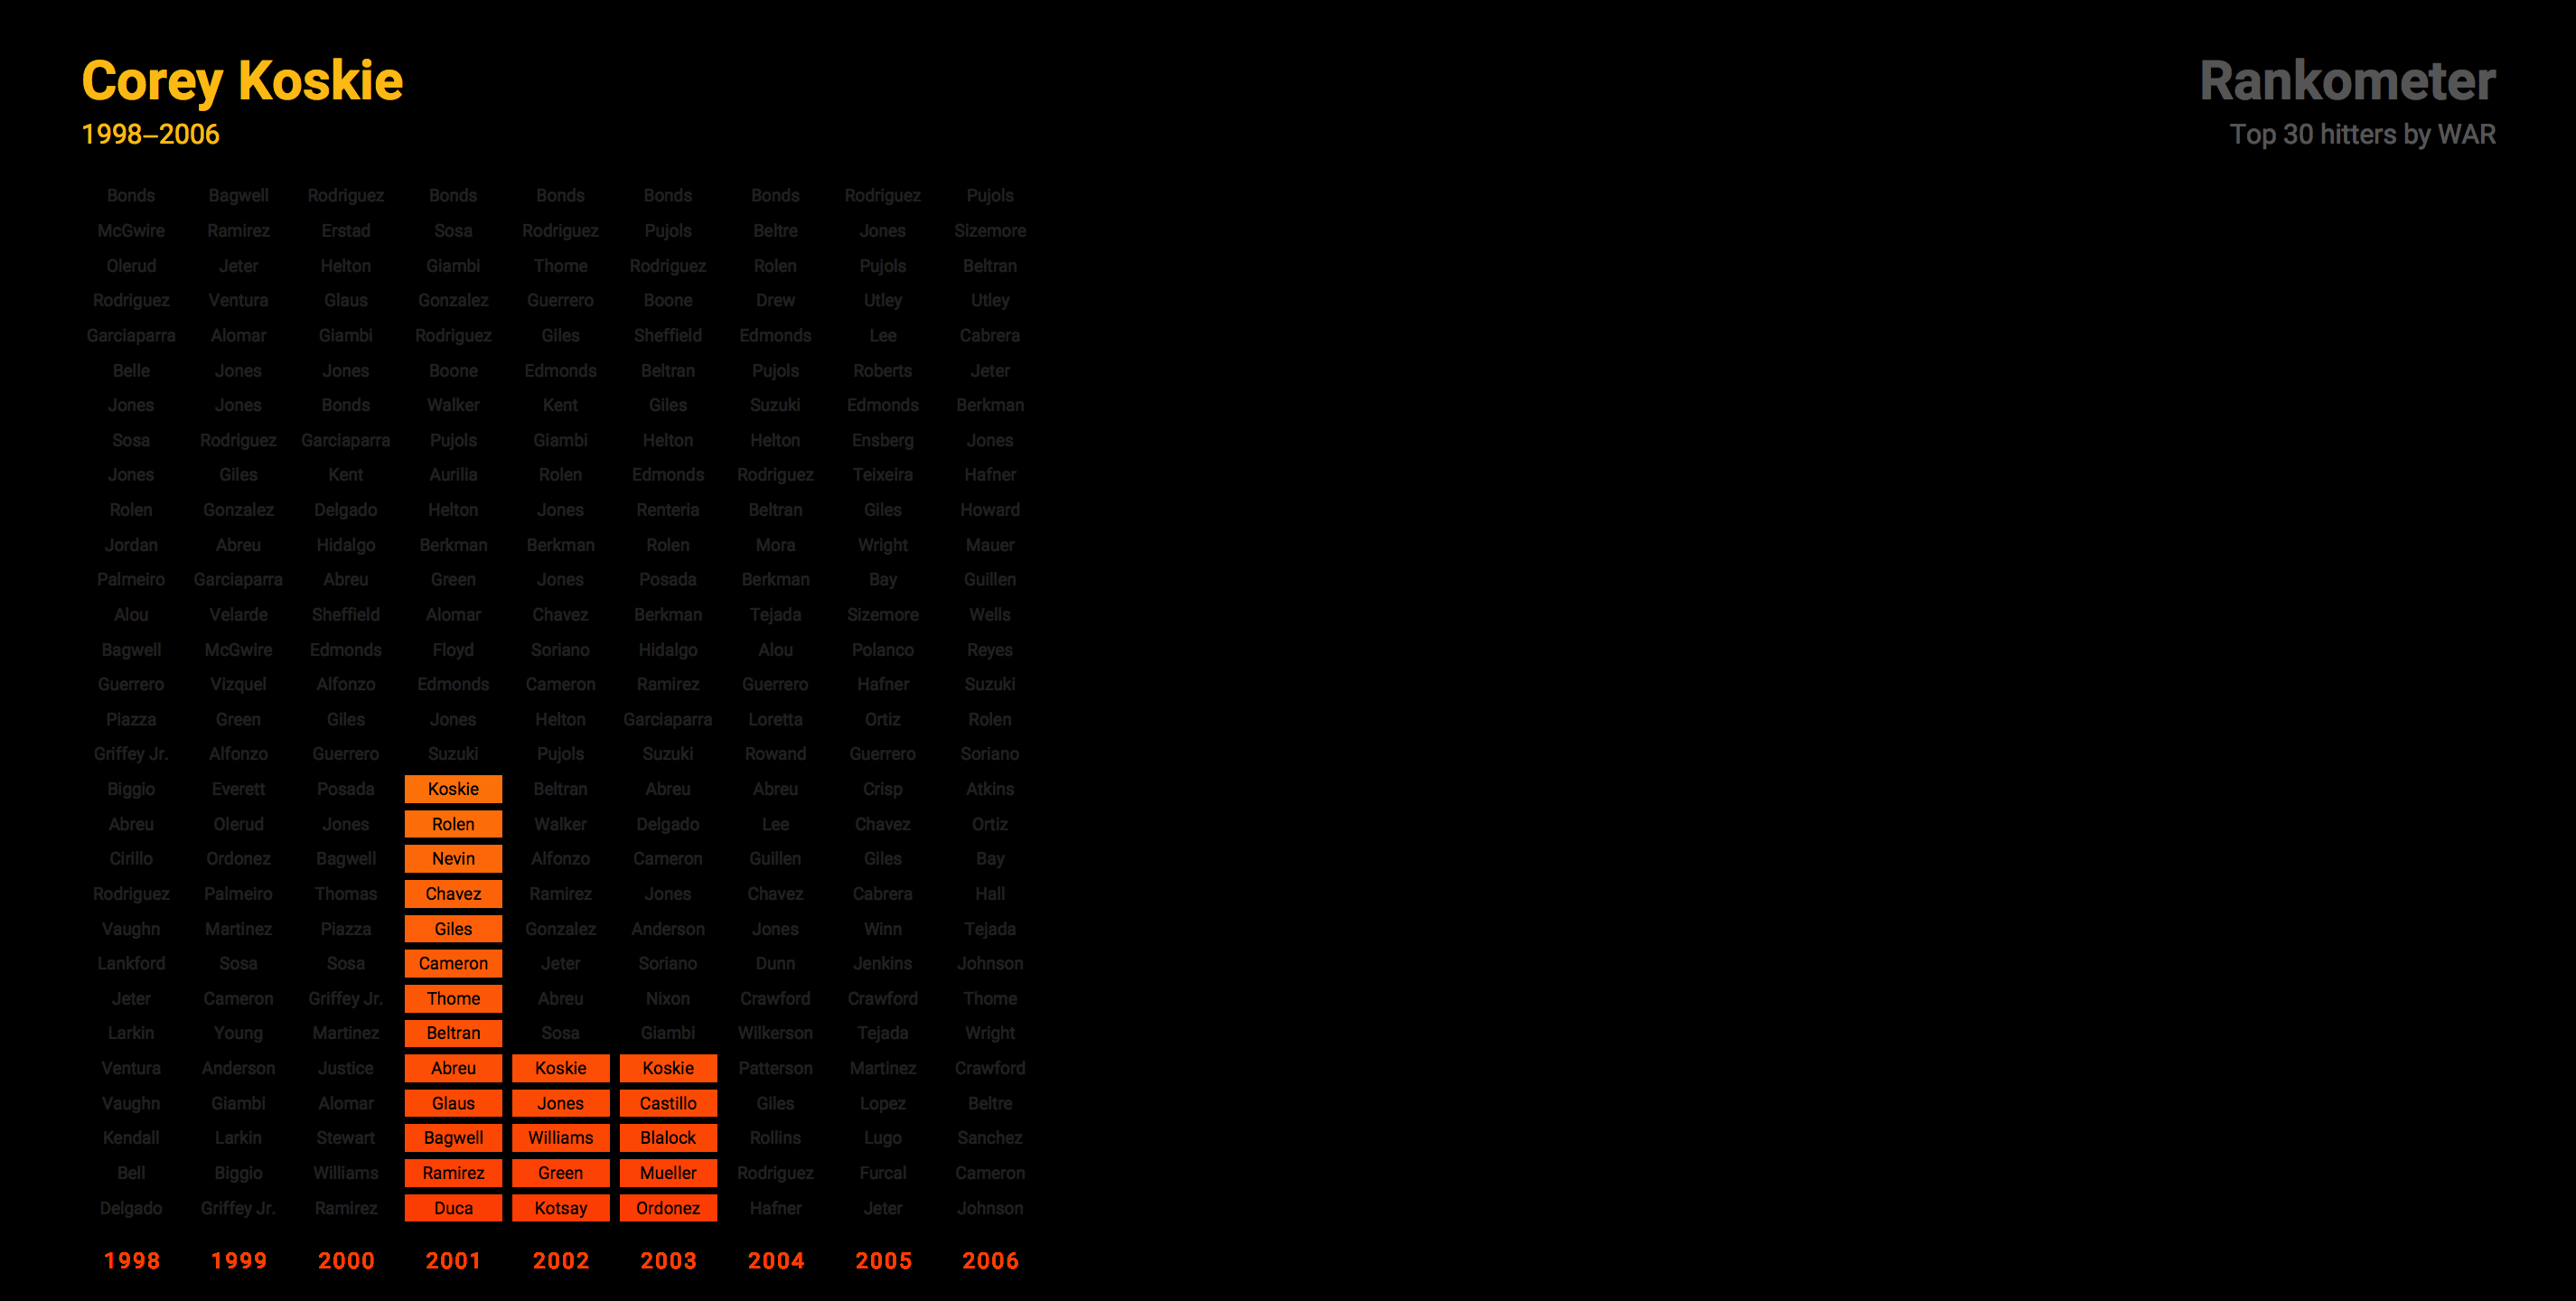 Corey Koskie
1998–2006
Rankometer
Top 30 hitters by WAR
Bonds Bagwell Rodriguez Bonds Bonds Bonds Bonds Rodriguez Pujols
McGwire Ramirez Erstad Sosa Rodriguez Pujols Beltre Jones Sizemore
Olerud Jeter Helton Giambi Thome Rodriguez Rolen Pujols Beltran
Rodriguez Ventura Glaus Gonzalez Guerrero Boone Drew Utley Utley
Garciaparra Alomar Giambi Rodriguez Giles Sheffield Edmonds Lee Cabrera
Belle Jones Jones Boone Edmonds Beltran Pujols Roberts Jeter
Jones Jones Bonds Walker Kent Giles Suzuki Edmonds Berkman
Sosa Rodriguez Garciaparra Pujols Giambi Helton Helton Ensberg Jones
Jones Giles Kent Aurilia Rolen Edmonds Rodriguez Teixeira Hafner
Rolen Gonzalez Delgado Helton Jones Renteria Beltran Giles Howard
Jordan Abreu Hidalgo Berkman Berkman Rolen Mora Wright Mauer
Palmeiro Garciaparra Abreu Green Jones Posada Berkman Bay Guillen
Alou Velarde Sheffield Alomar Chavez Berkman Tejada Sizemore Wells
Bagwell McGwire Edmonds Floyd Soriano Hidalgo Alou Polanco Reyes
Guerrero Vizquel Alfonzo Edmonds Cameron Ramirez Guerrero Hafner Suzuki
Piazza Green Giles Jones Helton Garciaparra Loretta Ortiz Rolen
Griffey Jr. Alfonzo Guerrero Suzuki Pujols Suzuki Rowand Guerrero Soriano
Biggio Everett Posada Koskie Beltran Abreu Abreu Crisp Atkins
Abreu Olerud Jones Rolen Walker Delgado Lee Chavez Ortiz
Cirillo Ordonez Bagwell Nevin Alfonzo Cameron Guillen Giles Bay
Rodriguez Palmeiro Thomas Chavez Ramirez Jones Chavez Cabrera Hall
Vaughn Martinez Piazza Giles Gonzalez Anderson Jones Winn Tejada
Lankford Sosa Sosa Cameron Jeter Soriano Dunn Jenkins Johnson
Jeter Cameron Griffey Jr. Thome Abreu Nixon Crawford Crawford Thome
Larkin Young Martinez Beltran Sosa Giambi Wilkerson Tejada Wright
Ventura Anderson Justice Abreu Koskie Koskie Patterson Martinez Crawford
Vaughn Giambi Alomar Glaus Jones Castillo Giles Lopez Beltre
Kendall Larkin Stewart Bagwell Williams Blalock Rollins Lugo Sanchez
Bell Biggio Williams Ramirez Green Mueller Rodriguez Furcal Cameron
Delgado Griffey Jr. Ramirez Duca Kotsay Ordonez Hafner Jeter Johnson
1998 1999 2000 2001 2002 2003 2004 2005 2006